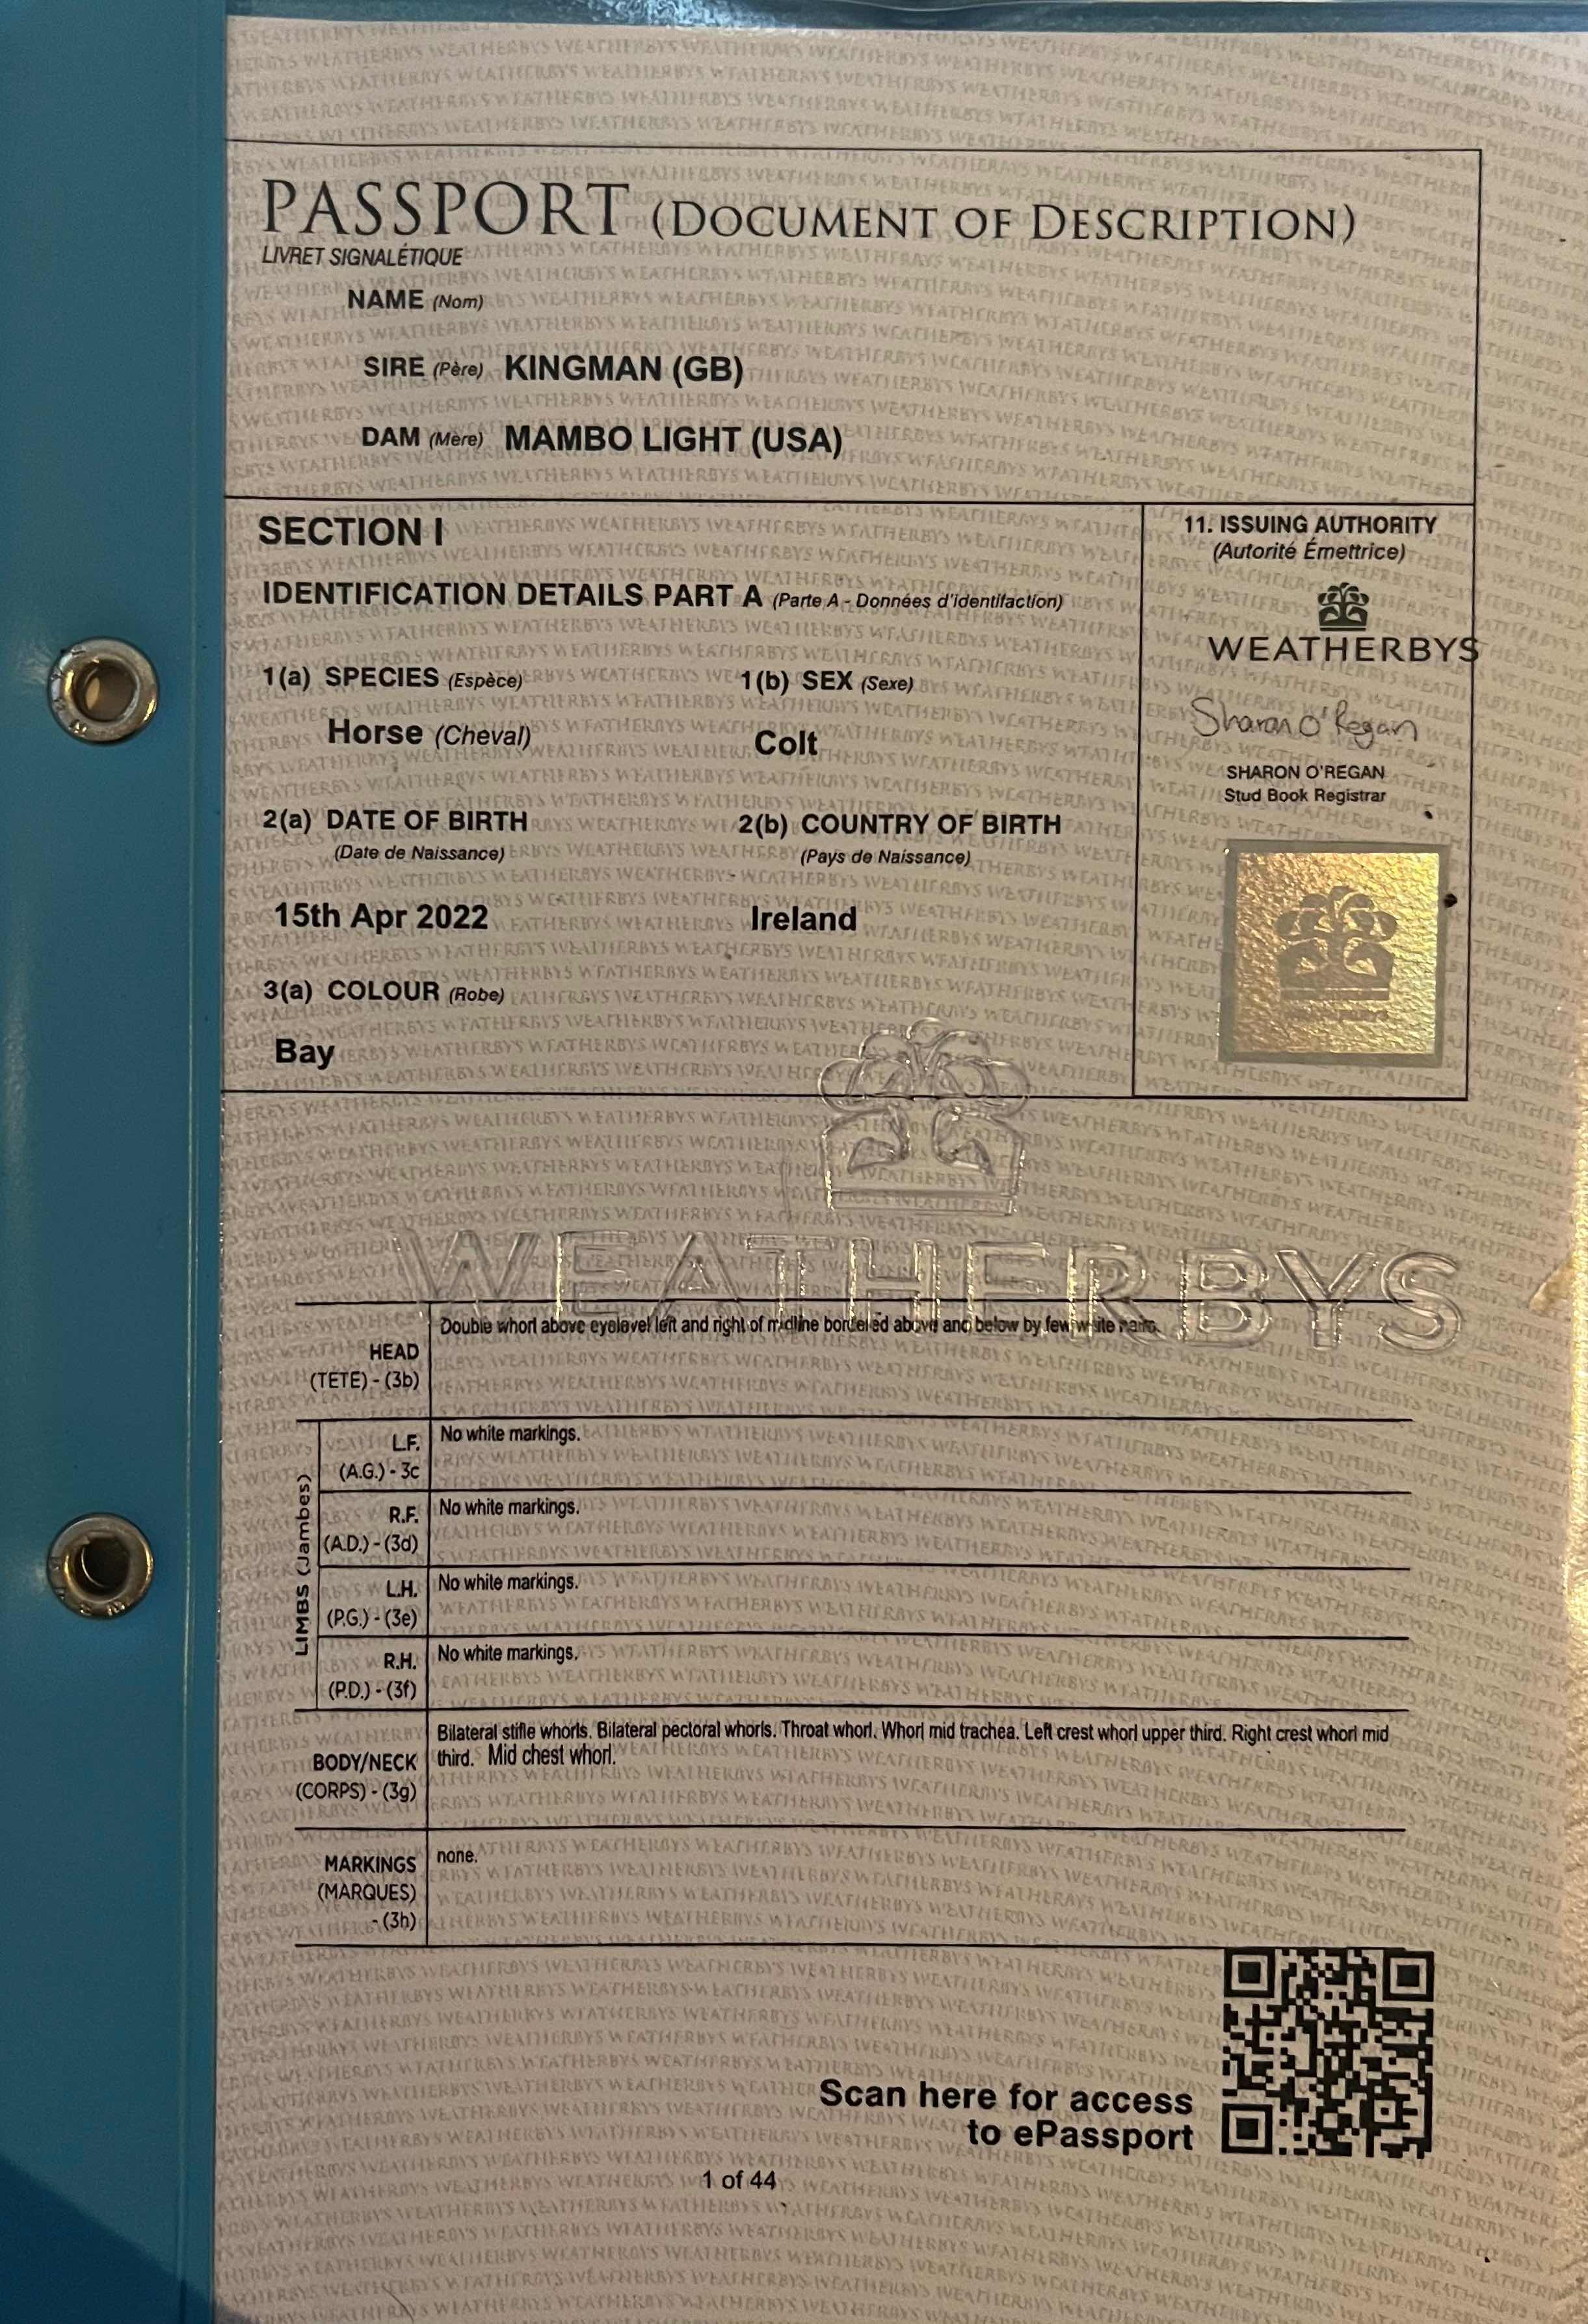 PASSPORT (DOCUMENT OF DESCRIPTION)
LIVRET SIGNALÉTIQUE
NAME (Nom)
SIRE (Père) KINGMAN (GB)
DAM (Mère) MAMBO LIGHT (USA)
SECTION I
IDENTIFICATION DETAILS PART A (Parte A - Données d'identifaction)
1(a) SPECIES (Espèce)
1(b) SEX (Sexe)
Horse (Cheval)
Colt
2(a) DATE OF BIRTH
2(b) COUNTRY OF BIRTH
(Date de Naissance)
(Pays de Naissance)
15th Apr 2022
Ireland
3(a) COLOUR (Robe)
Bay
11. ISSUING AUTHORITY
(Autorité Émettrice)
WEATHERBYS
Sharon O'Regan
SHARON O'REGAN
Stud Book Registrar
WEATHERBYS
HEAD
(TETE) - (3b)
Double whorl above eyelevel left and right of midline bordered above and below by few white hairs.
LIMBS (Jambes)
L.F.
(A.G.) - 3c
No white markings.
R.F.
(A.D.) - (3d)
No white markings.
L.H.
(P.G.) - (3e)
No white markings.
R.H.
(P.D.) - (3f)
No white markings.
BODY/NECK
(CORPS) - (3g)
Bilateral stifle whorls. Bilateral pectoral whorls. Throat whorl. Whorl mid trachea. Left crest whorl upper third. Right crest whorl mid
third. Mid chest whorl.
MARKINGS
(MARQUES)
- (3h)
none.
Scan here for access
to ePassport
1 of 44